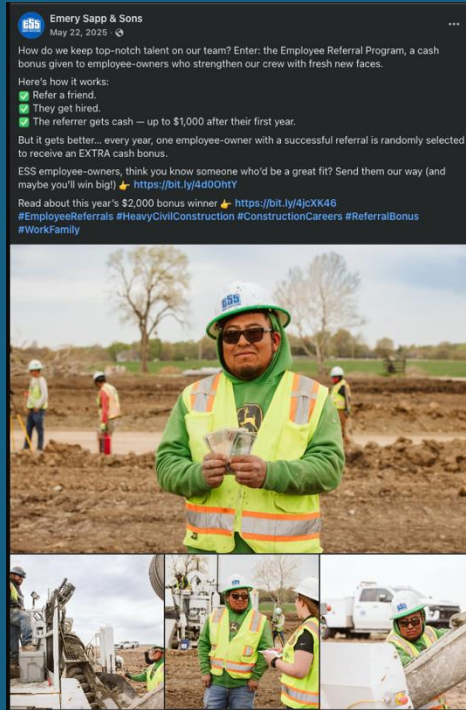 ESS
Emery Sapp & Sons
May 22, 2025 ·
How do we keep top-notch talent on our team? Enter: the Employee Referral Program, a cash
bonus given to employee-owners who strengthen our crew with fresh new faces.
Here's how it works:
✅ Refer a friend.
✅ They get hired.
✅ The referrer gets cash — up to $1,000 after their first year.
But it gets better... every year, one employee-owner with a successful referral is randomly selected
to receive an EXTRA cash bonus.
ESS employee-owners, think you know someone who'd be a great fit? Send them our way (and
maybe you'll win big!) 👉 https://bit.ly/4d0OhtY
Read about this year's $2,000 bonus winner 👉 https://bit.ly/4jcXK46
#EmployeeReferrals #HeavyCivilConstruction #ConstructionCareers #ReferralBonus
#WorkFamily
ESS
ESS
ESS